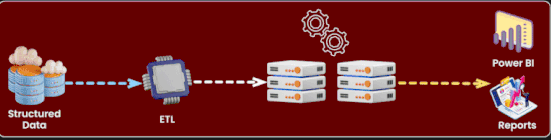 Power BI
Structured
Data
ETL
Reports